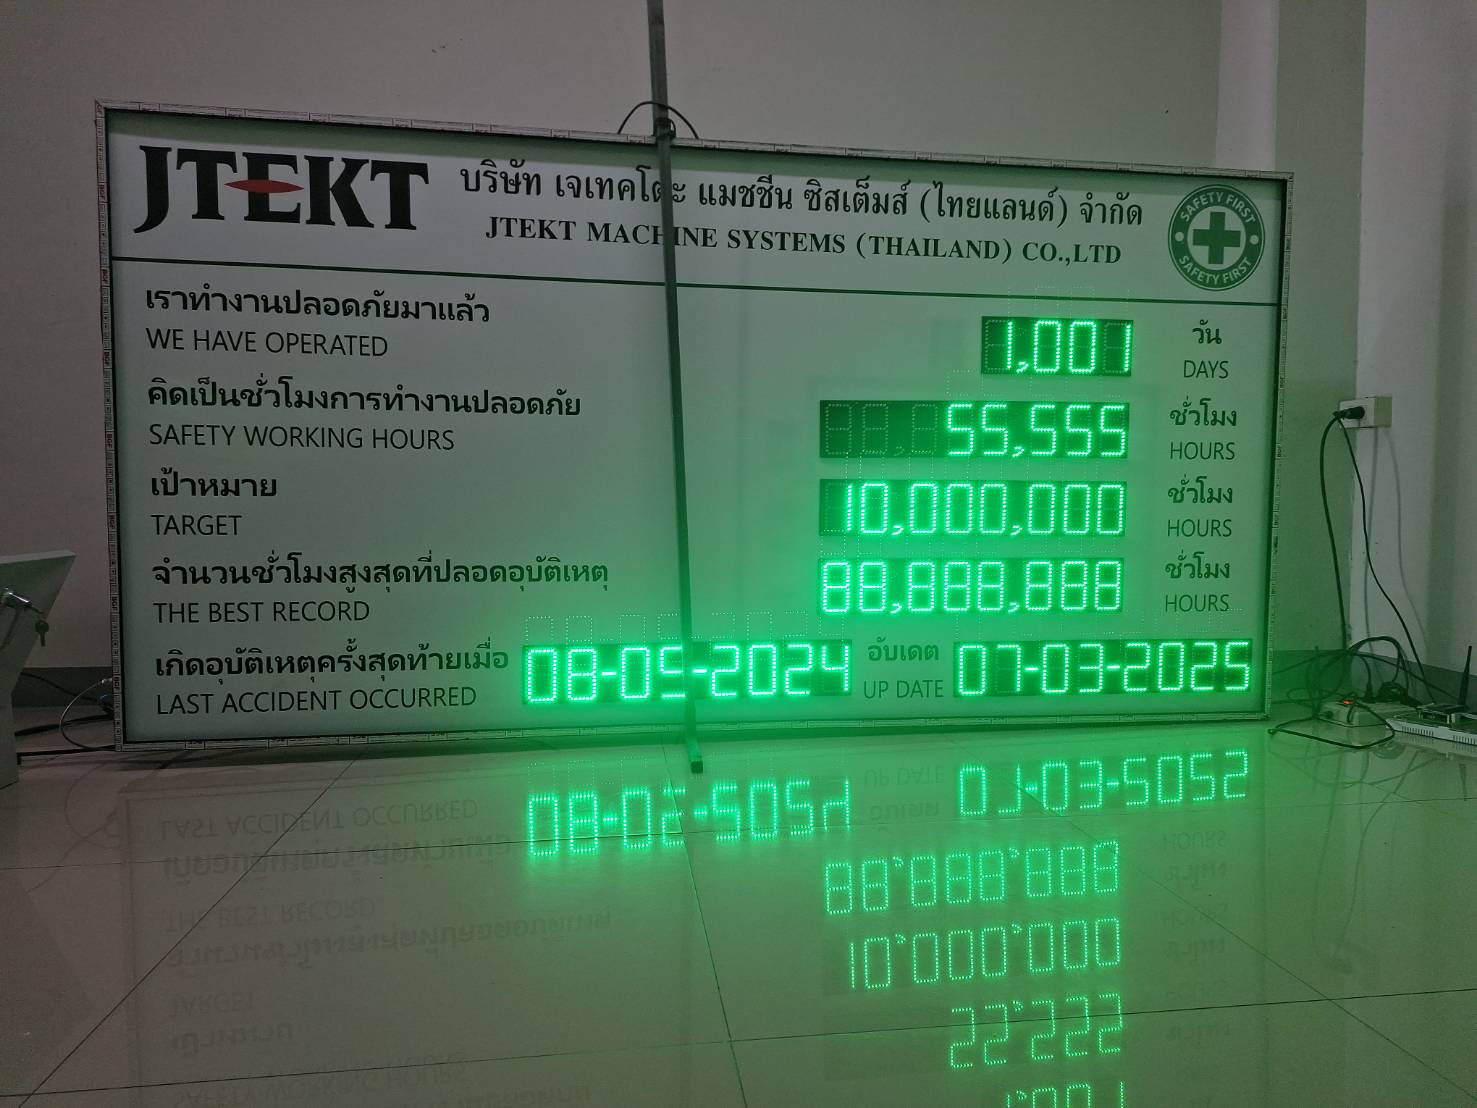 JTEKT
บริษัท เจเทคโตะ แมชชีน ซิสเต็มส์ (ไทยแลนด์) จำกัด
JTEKT MACHINE SYSTEMS (THAILAND) CO.,LTD
SAFETY FIRST
SAFETY FIRST
เราทำงานปลอดภัยมาแล้ว
WE HAVE OPERATED
1,001
วัน
DAYS
คิดเป็นชั่วโมงการทำงานปลอดภัย
SAFETY WORKING HOURS
55,555
ชั่วโมง
HOURS
เป้าหมาย
TARGET
10,000,000
ชั่วโมง
HOURS
จำนวนชั่วโมงสูงสุดที่ปลอดอุบัติเหตุ
THE BEST RECORD
88,888,888
ชั่วโมง
HOURS
เกิดอุบัติเหตุครั้งสุดท้ายเมื่อ
LAST ACCIDENT OCCURRED
08-05-2024
อับเดต
UP DATE
07-03-2025